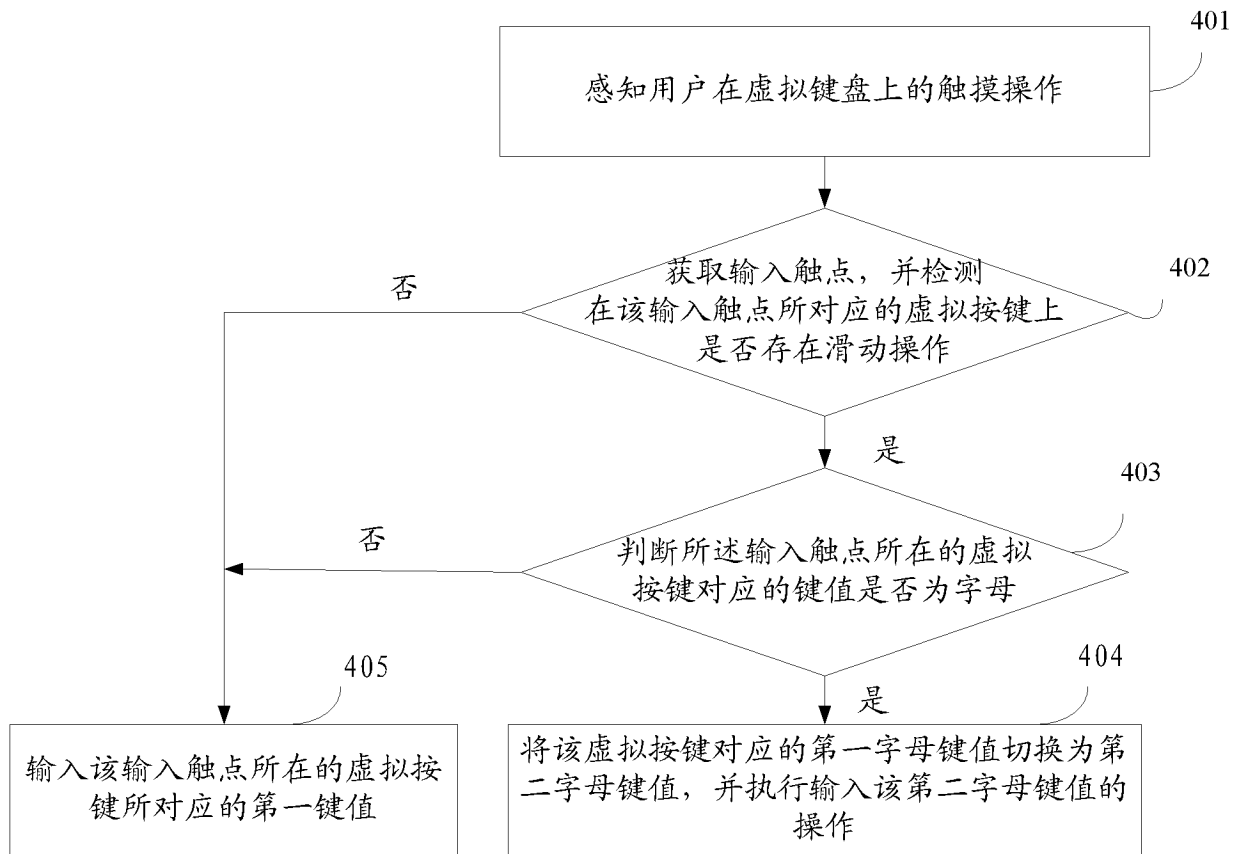 401
感知用户在虚拟键盘上的触摸操作
否
获取输入触点，并检测
在该输入触点所对应的虚拟按键上
是否存在滑动操作
402
是
403
否
判断所述输入触点所在的虚拟
按键对应的键值是否为字母
405
是
404
输入该输入触点所在的虚拟按
键所对应的第一键值
将该虚拟按键对应的第一字母键值切换为第
二字母键值，并执行输入该第二字母键值的
操作